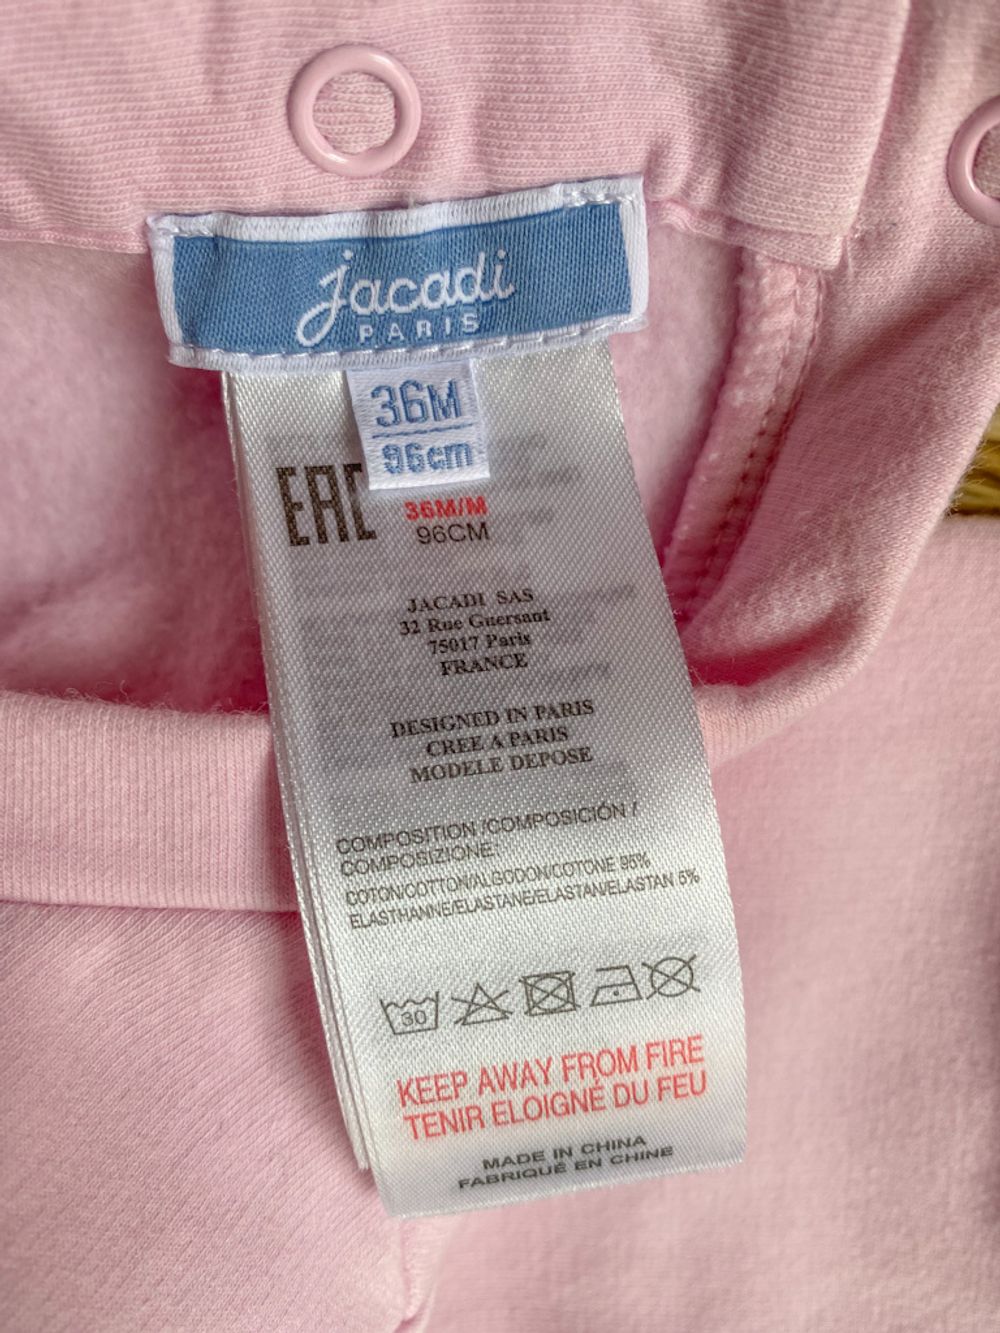 jacadi
PARIS
36M
96cm
EAC
36M/M
96CM
JACADI SAS
32 Rue Guersant
75017 Paris
FRANCE
DESIGNED IN PARIS
CREE A PARIS
MODELE DEPOSE
COMPOSITION /COMPOSICIÓN /
COMPOSIZIONE:
COTON/COTTON/ALGODON/COTONE 95%
ELASTHANNE/ELASTANE/ELASTAN/ELASTAN 5%
30
KEEP AWAY FROM FIRE
TENIR ELOIGNÉ DU FEU
MADE IN CHINA
FABRIQUÉ EN CHINE